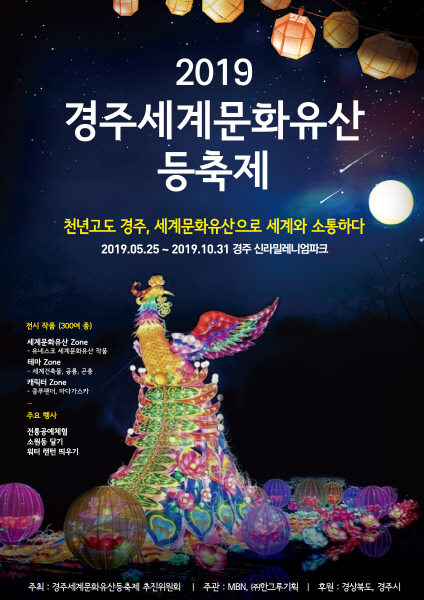 2019
경주세계문화유산
등축제
천년고도 경주, 세계문화유산으로 세계와 소통하다
2019.05.25 ~ 2019.10.31 경주 신라밀레니엄파크
전시 작품 (300여 종)
세계문화유산 Zone
- 유네스코 세계문화유산 작품
테마 Zone
- 세계건축물, 공룡, 곤충
캐릭터 Zone
- 쿵푸팬더, 마다가스카
...
주요 행사
전통공예체험
소원등 달기
워터 랜턴 띄우기
주최 : 경주세계문화유산등축제 추진위원회 | 주관 : MBN, ㈜한그루기획 | 후원 : 경상북도, 경주시